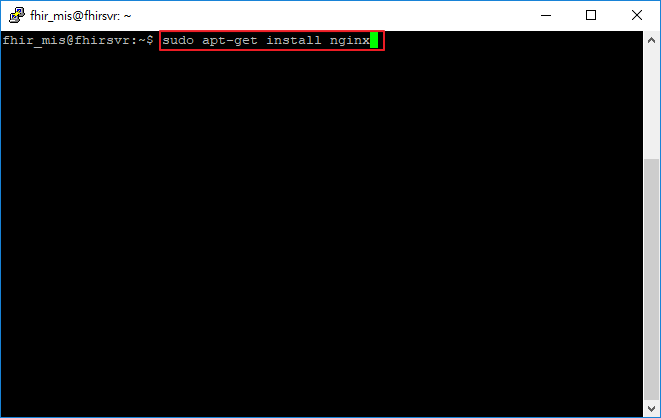 fhir_mis@fhirsvr: ~
fhir_mis@fhirsvr:~$ sudo apt-get install nginx